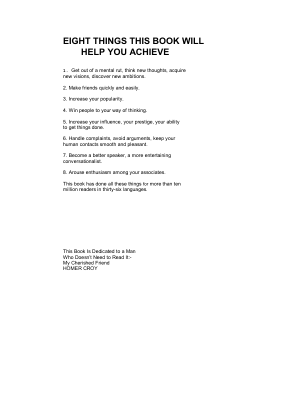 EIGHT THINGS THIS BOOK WILL
HELP YOU ACHIEVE
1. Get out of a mental rut, think new thoughts, acquire
new visions, discover new ambitions.
2. Make friends quickly and easily.
3. Increase your popularity.
4. Win people to your way of thinking.
5. Increase your influence, your prestige, your ability
to get things done.
6. Handle complaints, avoid arguments, keep your
human contacts smooth and pleasant.
7. Become a better speaker, a more entertaining
conversationalist.
8. Arouse enthusiasm among your associates.
This book has done all these things for more than ten
million readers in thirty-six languages.
This Book Is Dedicated to a Man
Who Doesn't Need to Read It:-
My Cherished Friend
HOMER CROY